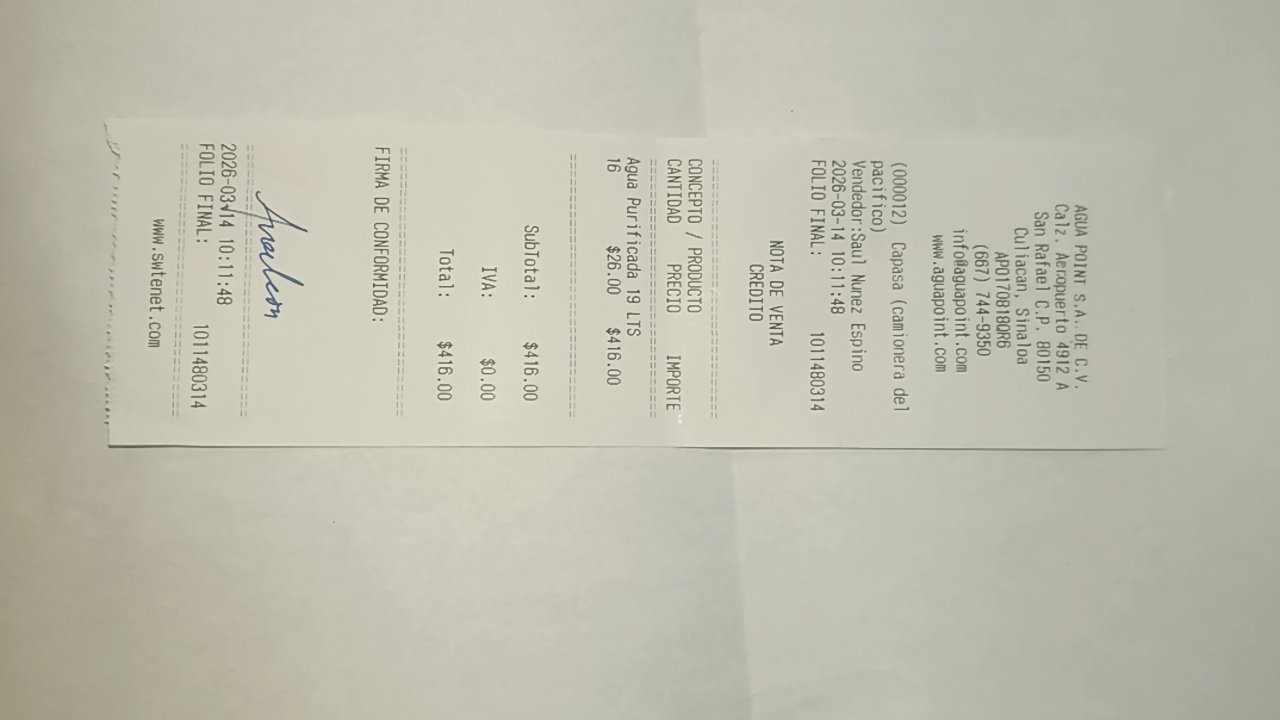 AGUA POINT S.A. DE C.V.
Calz. Aeropuerto 4912 A
San Rafael C.P. 80150
Culiacan, Sinaloa
APO170818QR6
(667) 744-9350
info@aguapoint.com
www.aguapoint.com
(000012) Capasa (camionera del
pacifico)
Vendedor:Saul Nunez Espino
2026-03-14 10:11:48
FOLIO FINAL: 1011480314
NOTA DE VENTA
CREDITO
CONCEPTO / PRODUCTO
CANTIDAD PRECIO IMPORTE
Agua Purificada 19 LTS
16 $26.00 $416.00
SubTotal: $416.00
IVA: $0.00
Total: $416.00
FIRMA DE CONFORMIDAD:
2026-03-14 10:11:48
FOLIO FINAL: 1011480314
www.swtenet.com